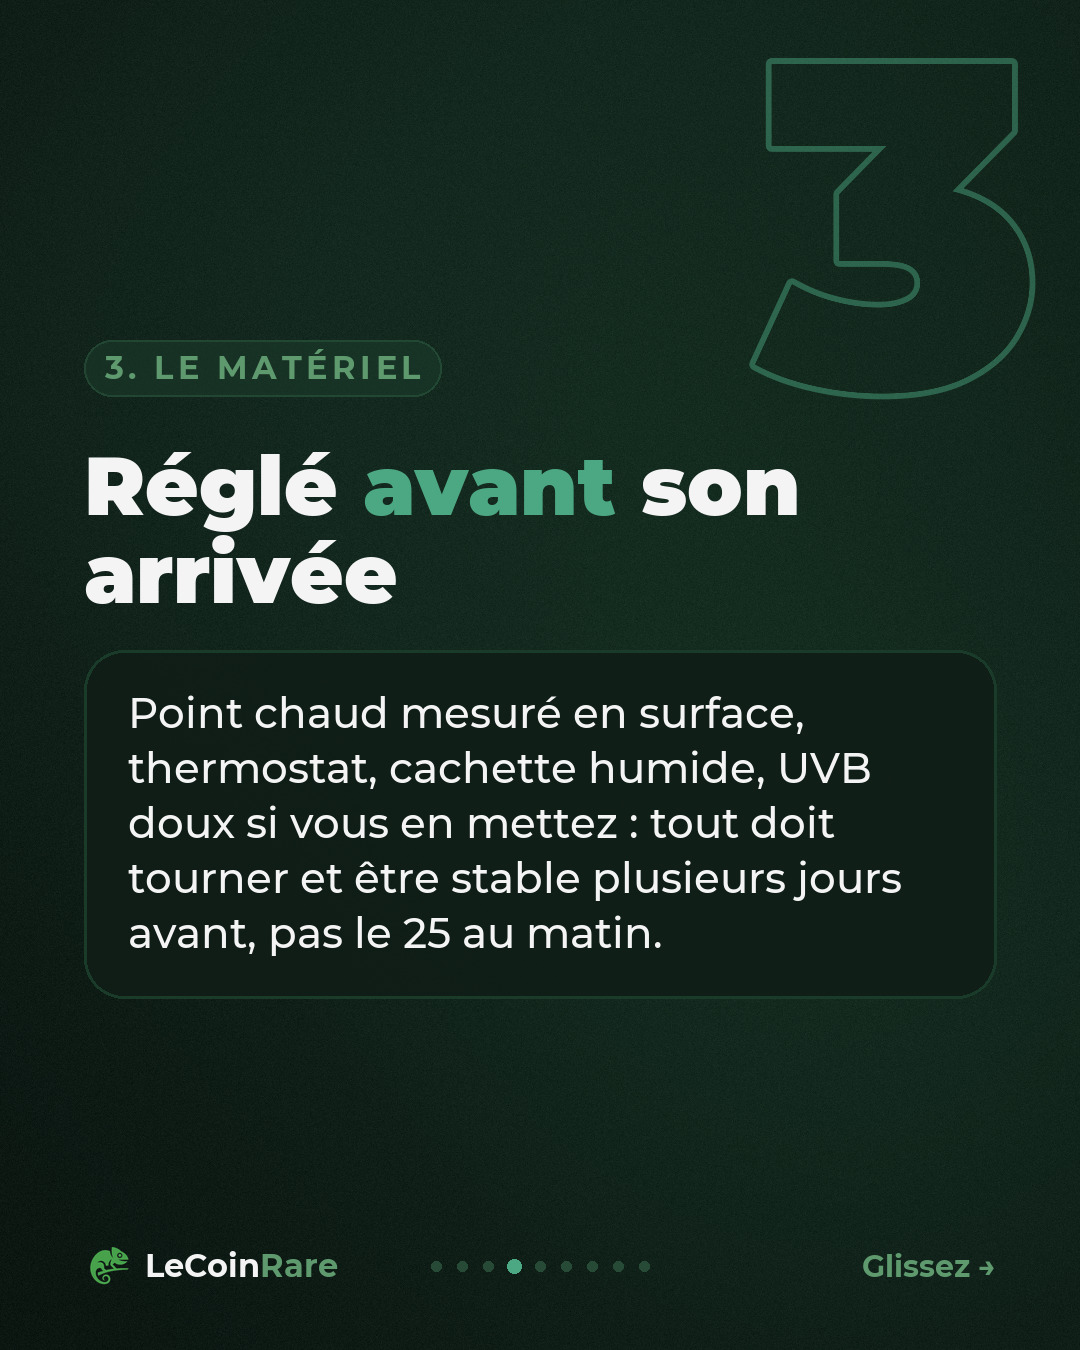 3
3. LE MATÉRIEL
Réglé avant son
arrivée
Point chaud mesuré en surface,
thermostat, cachette humide, UVB
doux si vous en mettez : tout doit
tourner et être stable plusieurs jours
avant, pas le 25 au matin.
LeCoinRare
Glissez →